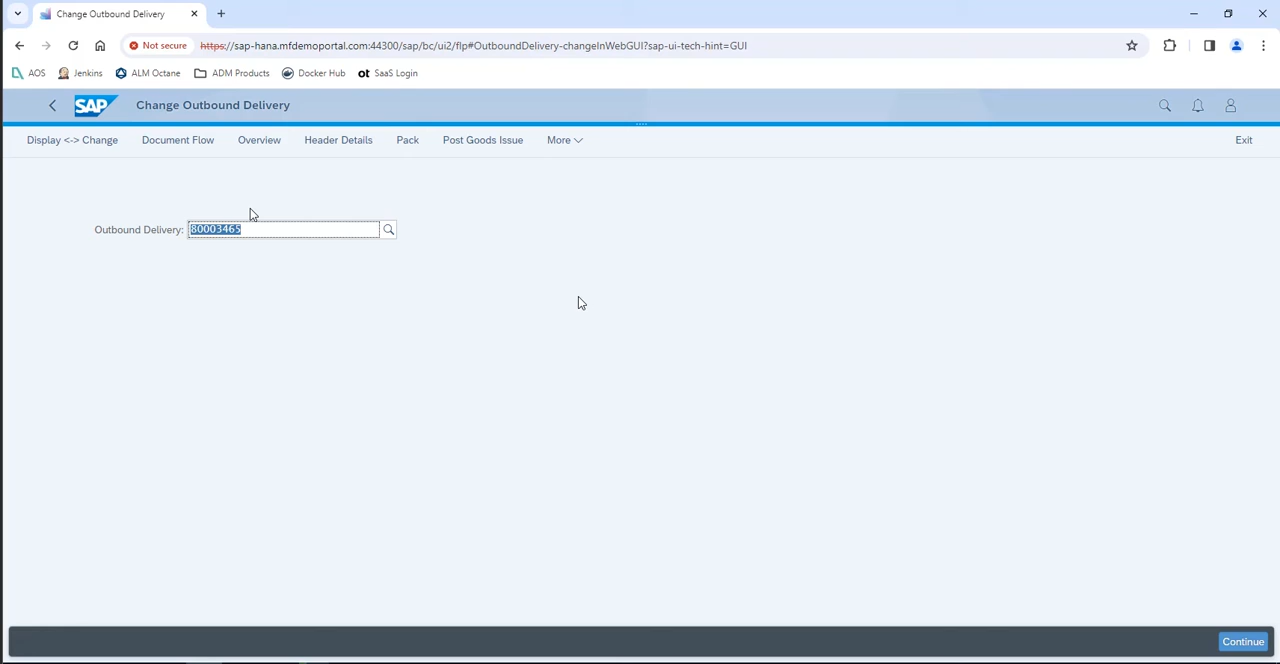 Change Outbound Delivery
Not secure https://sap-hana.mfdemoportal.com:44300/sap/bc/ui2/flp#OutboundDelivery-changeInWebGUI?sap-ui-tech-hint=GUI
AOS Jenkins ALM Octane ADM Products Docker Hub ot SaaS Login
SAP Change Outbound Delivery
Display <-> Change Document Flow Overview Header Details Pack Post Goods Issue More Exit
Outbound Delivery: 80003465
Continue